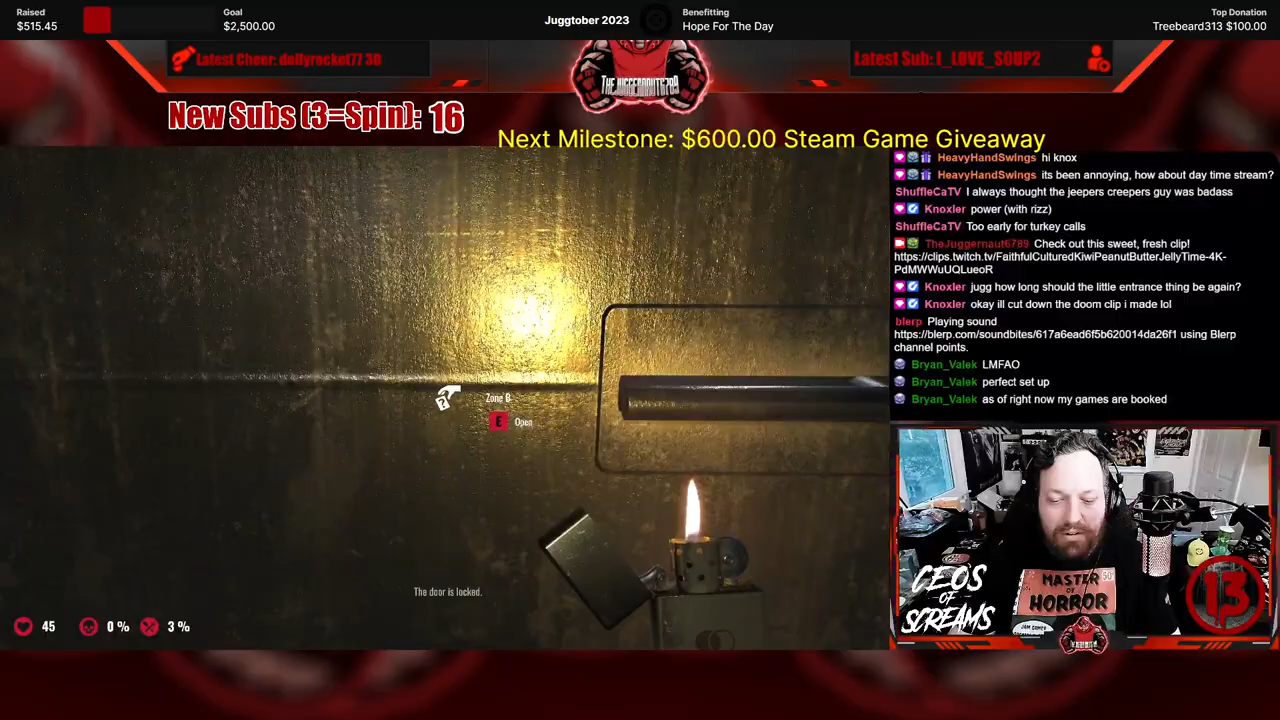 Raised
$515.45
Goal
$2,500.00
Juggtober 2023
Benefitting
Hope For The Day
Top Donation
Treebeard313 $100.00
Latest Cheer: dollyrocket77 30
THEJUGGERNAUT6789
Latest Sub: I_LOVE_SOUP2
New Subs (3=Spin): 16
Next Milestone: $600.00 Steam Game Giveaway
HeavyHandSwings hi knox
HeavyHandSwings its been annoying, how about day time stream?
ShuffleCaTV I always thought the jeepers creepers guy was badass
Knoxler power (with rizz)
ShuffleCaTV Too early for turkey calls
TheJuggernaut6789 Check out this sweet, fresh clip!
https://clips.twitch.tv/FaithfulCulturedKiwiPeanutButterJellyTime-4K-
PdMWWuUQLueoR
Knoxler jugg how long should the little entrance thing be again?
Knoxler okay ill cut down the doom clip i made lol
blerp Playing sound
https://blerp.com/soundbites/617a6ead6f5b620014da26f1 using Blerp
channel points.
Bryan_Valek LMFAO
Bryan_Valek perfect set up
Bryan_Valek as of right now my games are booked
Zone B
E Open
The door is locked.
45
0 %
3 %
CEOS
OF
SCREAMS
MASTER
OF
HORROR
13